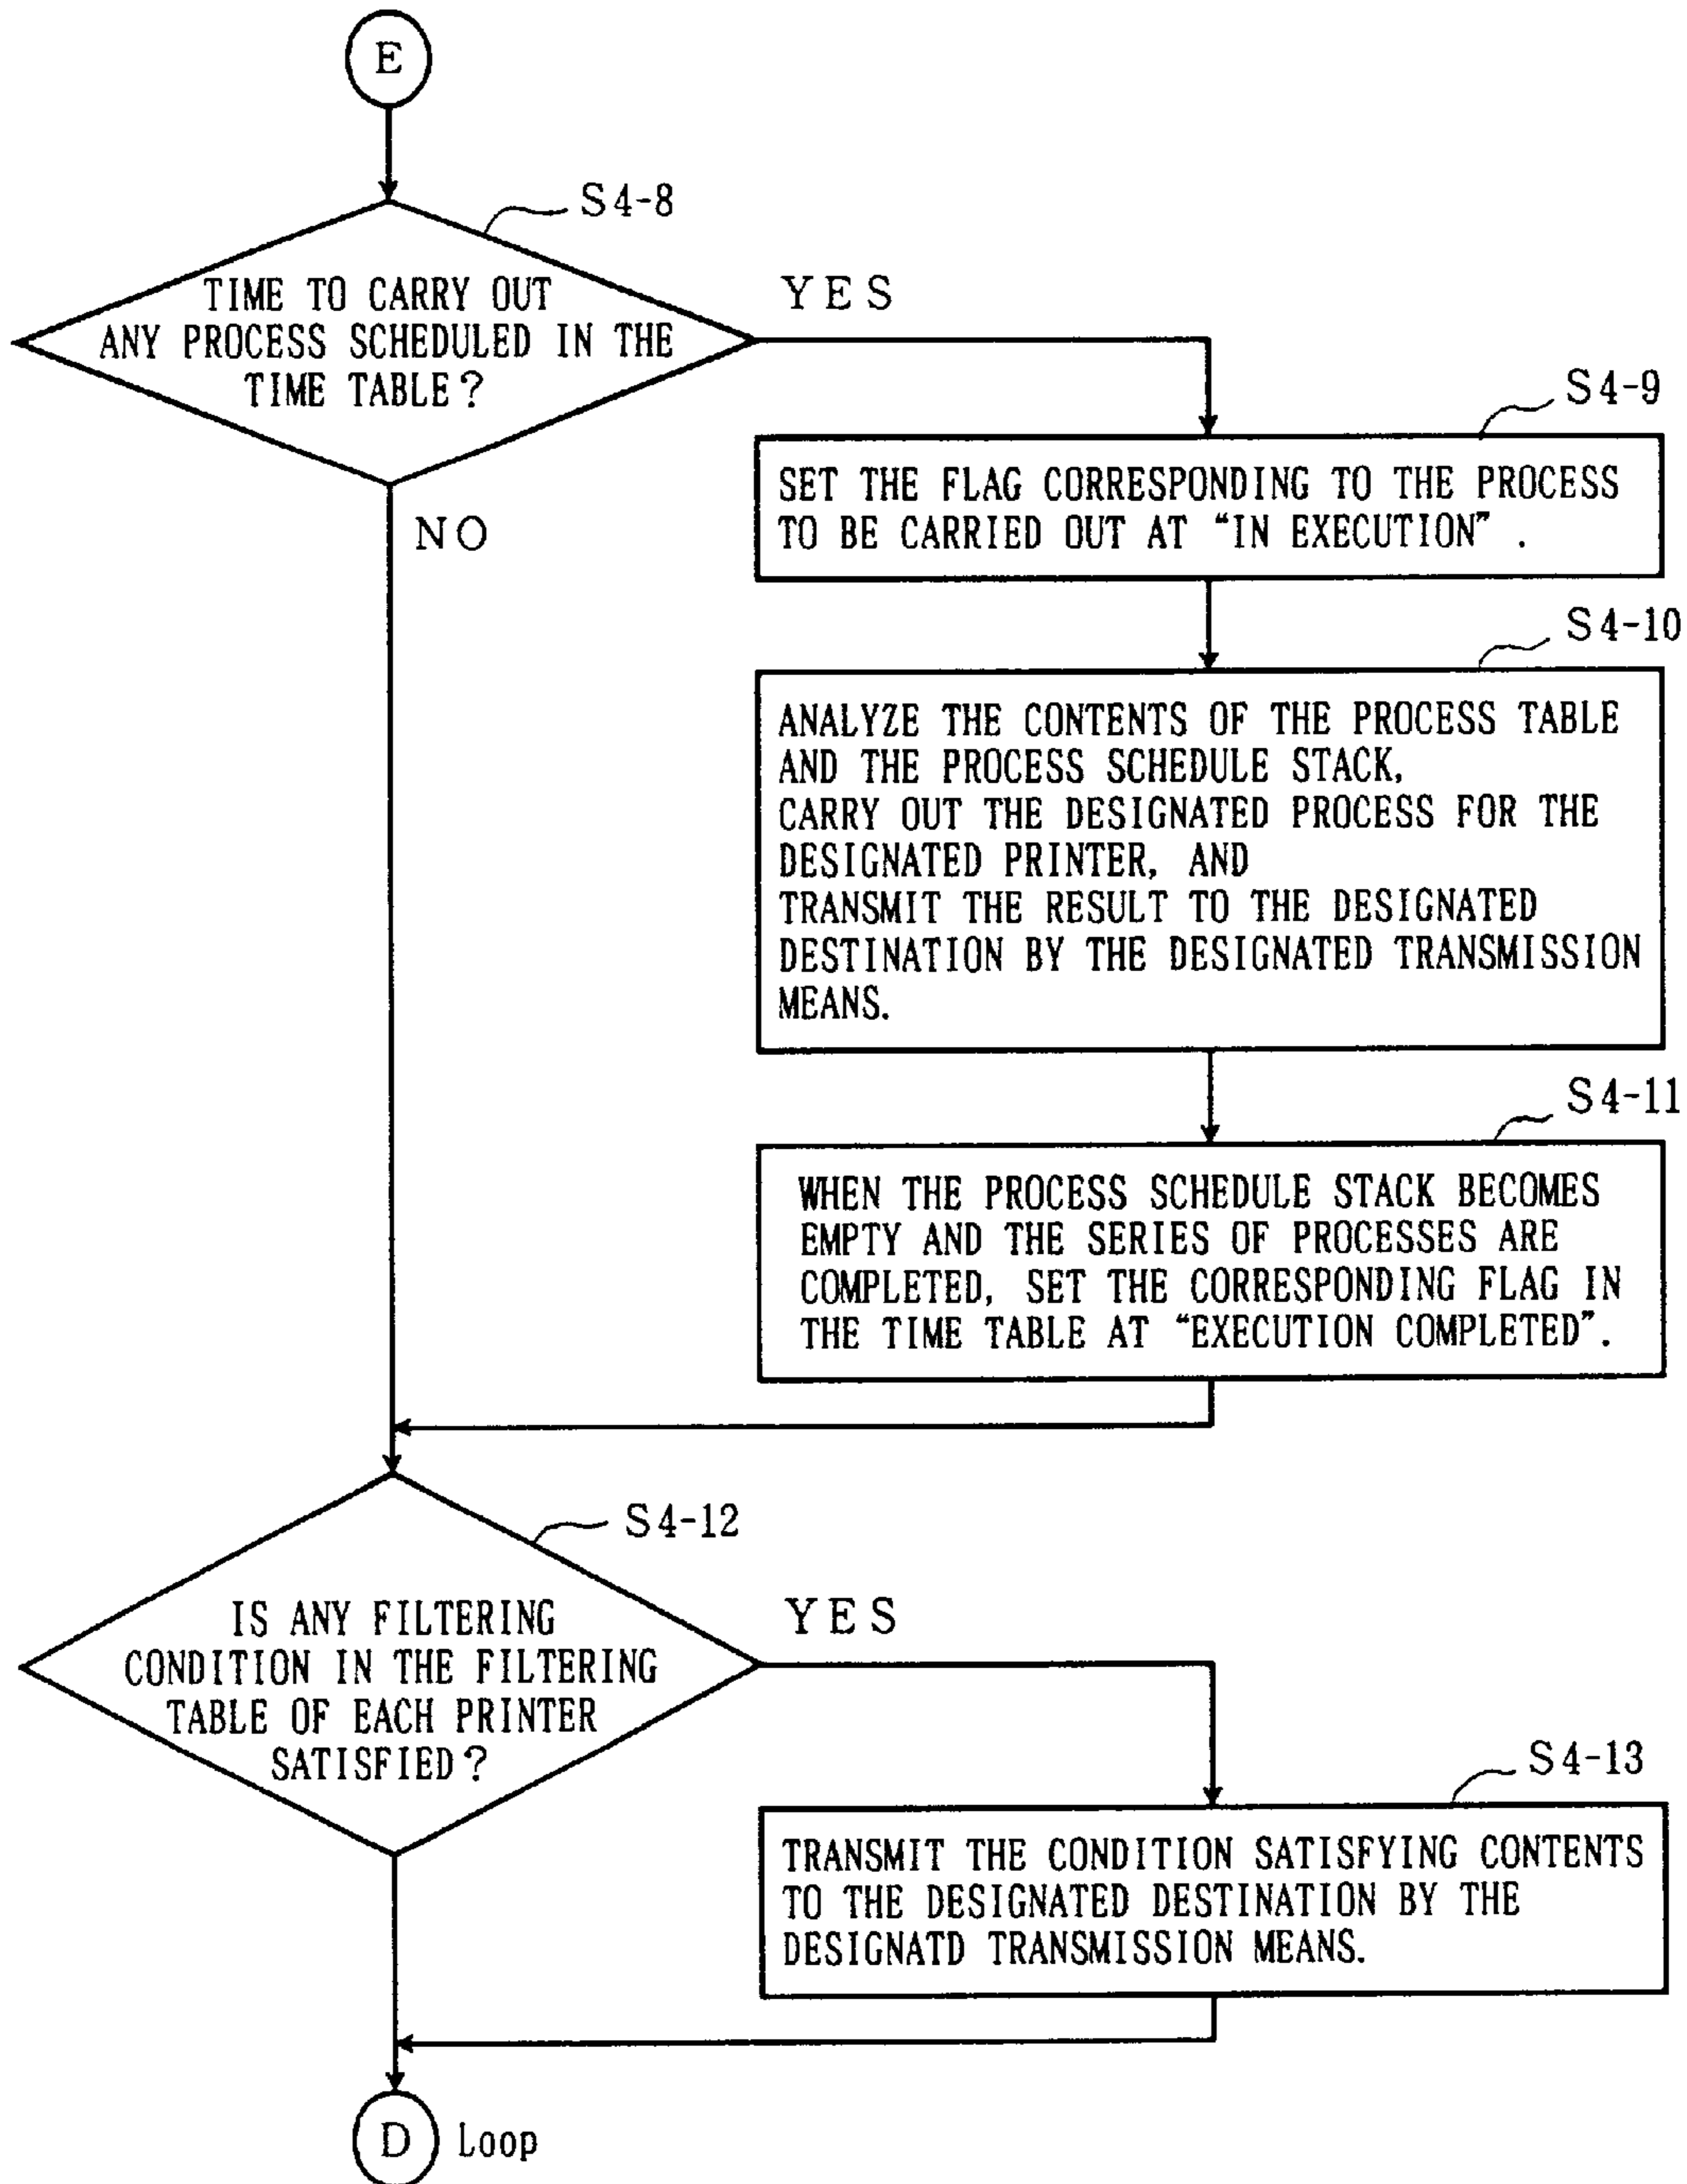 E
S4-8
TIME TO CARRY OUT
ANY PROCESS SCHEDULED IN THE
TIME TABLE?
YES
NO
S4-9
SET THE FLAG CORRESPONDING TO THE PROCESS
TO BE CARRIED OUT AT “IN EXECUTION” .
S4-10
ANALYZE THE CONTENTS OF THE PROCESS TABLE
AND THE PROCESS SCHEDULE STACK,
CARRY OUT THE DESIGNATED PROCESS FOR THE
DESIGNATED PRINTER, AND
TRANSMIT THE RESULT TO THE DESIGNATED
DESTINATION BY THE DESIGNATED TRANSMISSION
MEANS.
S4-11
WHEN THE PROCESS SCHEDULE STACK BECOMES
EMPTY AND THE SERIES OF PROCESSES ARE
COMPLETED, SET THE CORRESPONDING FLAG IN
THE TIME TABLE AT “EXECUTION COMPLETED”.
S4-12
IS ANY FILTERING
CONDITION IN THE FILTERING
TABLE OF EACH PRINTER
SATISFIED?
YES
S4-13
TRANSMIT THE CONDITION SATISFYING CONTENTS
TO THE DESIGNATED DESTINATION BY THE
DESIGNATD TRANSMISSION MEANS.
D Loop